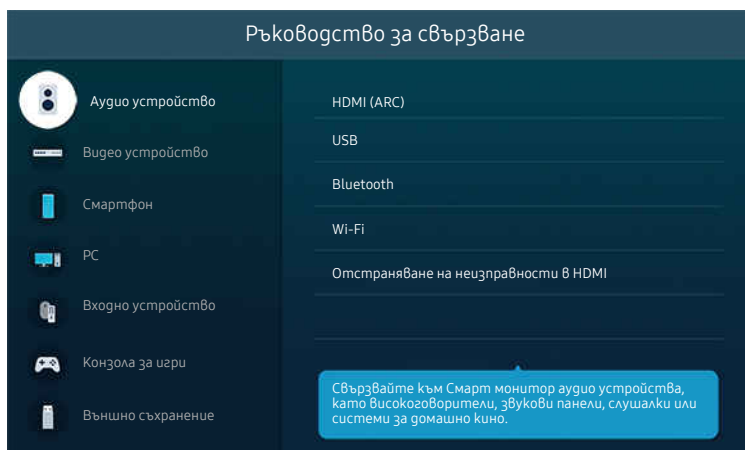 Ръководство за свързване
Аудио устройство
Видео устройство
Смартфон
PC
Входно устройство
Конзола за игри
Външно съхранение
HDMI (ARC)
USB
Bluetooth
Wi-Fi
Отстраняване на неизправности в HDMI
Свързвайте към Смарт монитор аудио устройства,
като високоговорители, звукови панели, слушалки или
системи за домашно кино.